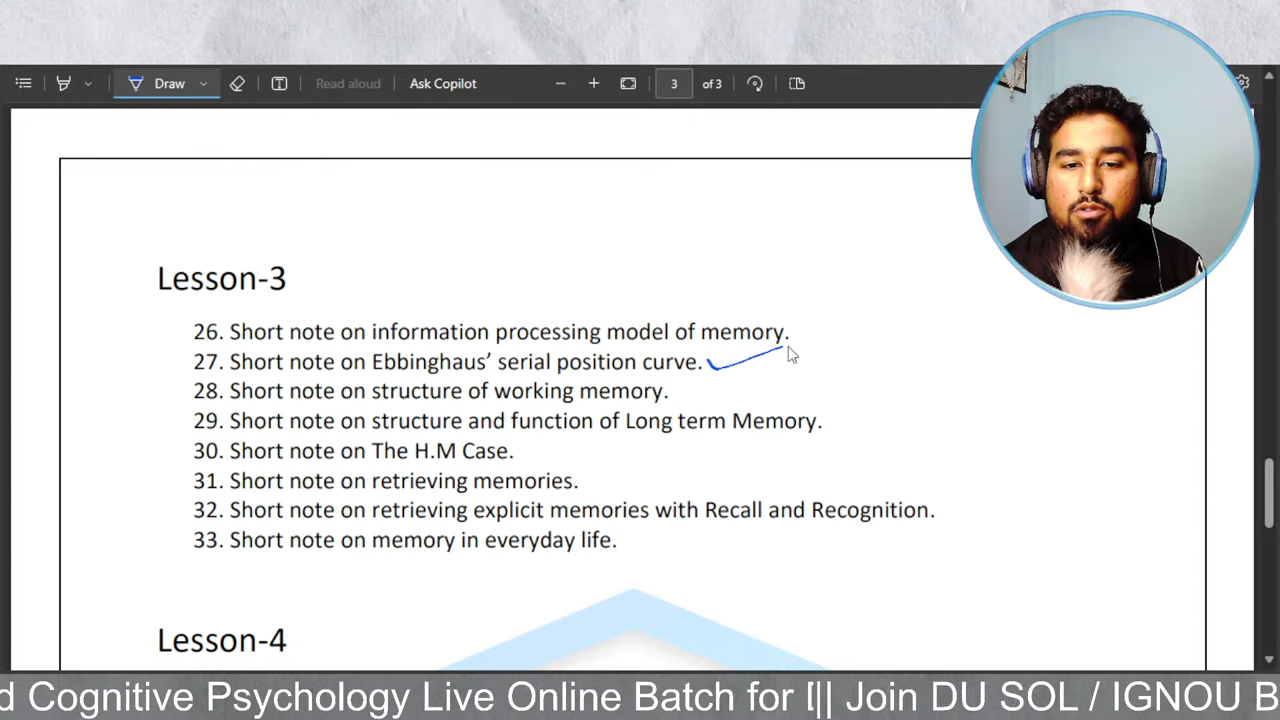 Draw
Read aloud
Ask Copilot
3
of 3
Lesson-3
26. Short note on information processing model of memory.
27. Short note on Ebbinghaus’ serial position curve.
28. Short note on structure of working memory.
29. Short note on structure and function of Long term Memory.
30. Short note on The H.M Case.
31. Short note on retrieving memories.
32. Short note on retrieving explicit memories with Recall and Recognition.
33. Short note on memory in everyday life.
Lesson-4
d Cognitive Psychology Live Online Batch for [|| Join DU SOL / IGNOU B